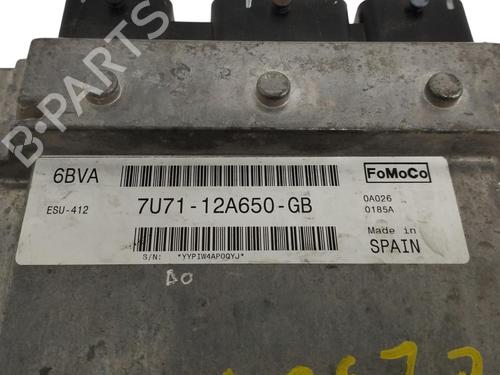 B-PARTS
6BVA
FoMoCo
ESU-412
7U71-12A650-GB
0A026
0185A
Made in
SPAIN
S/N: *YYPIW4AP0QYJ*